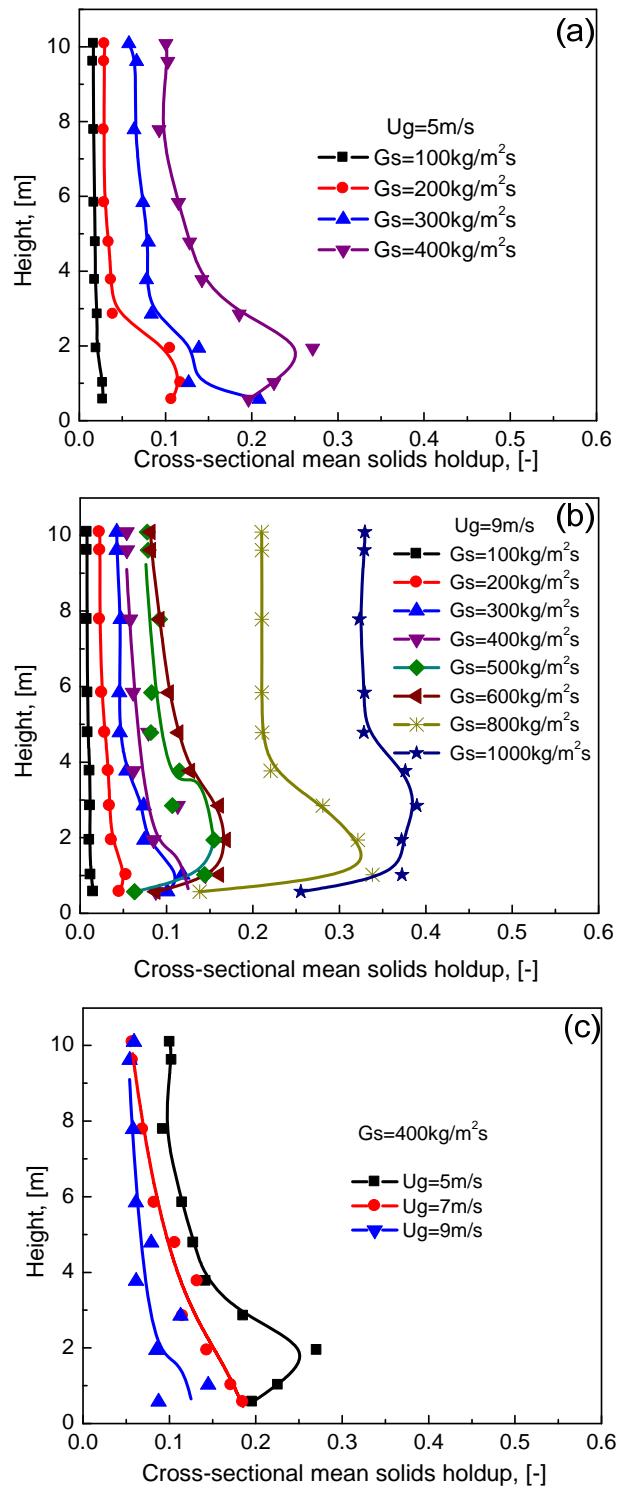 (a)
Ug=5m/s
Gs=100kg/m²s
Gs=200kg/m²s
Gs=300kg/m²s
Gs=400kg/m²s
Height, [m]
10
8
6
4
2
0
0.0 0.1 0.2 0.3 0.4 0.5 0.6
Cross-sectional mean solids holdup, [-]
(b)
Ug=9m/s
Gs=100kg/m²s
Gs=200kg/m²s
Gs=300kg/m²s
Gs=400kg/m²s
Gs=500kg/m²s
Gs=600kg/m²s
Gs=800kg/m²s
Gs=1000kg/m²s
Height, [m]
10
8
6
4
2
0
0.0 0.1 0.2 0.3 0.4 0.5 0.6
Cross-sectional mean solids holdup, [-]
(c)
Gs=400kg/m²s
Ug=5m/s
Ug=7m/s
Ug=9m/s
Height, [m]
10
8
6
4
2
0
0.0 0.1 0.2 0.3 0.4 0.5 0.6
Cross-sectional mean solids holdup, [-]